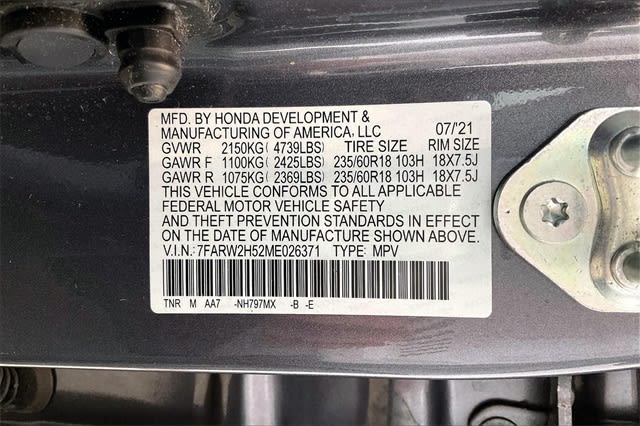 MFD. BY HONDA DEVELOPMENT &
MANUFACTURING OF AMERICA, LLC 07/'21
GVWR 2150KG( 4739LBS) TIRE SIZE RIM SIZE
GAWR F 1100KG( 2425LBS) 235/60R18 103H 18X7.5J
GAWR R 1075KG( 2369LBS) 235/60R18 103H 18X7.5J
THIS VEHICLE CONFORMS TO ALL APPLICABLE
FEDERAL MOTOR VEHICLE SAFETY
AND THEFT PREVENTION STANDARDS IN EFFECT
ON THE DATE OF MANUFACTURE SHOWN ABOVE.
V.I.N.:7FARW2H52ME026371 TYPE: MPV
TNR M AA7 -NH797MX -B -E